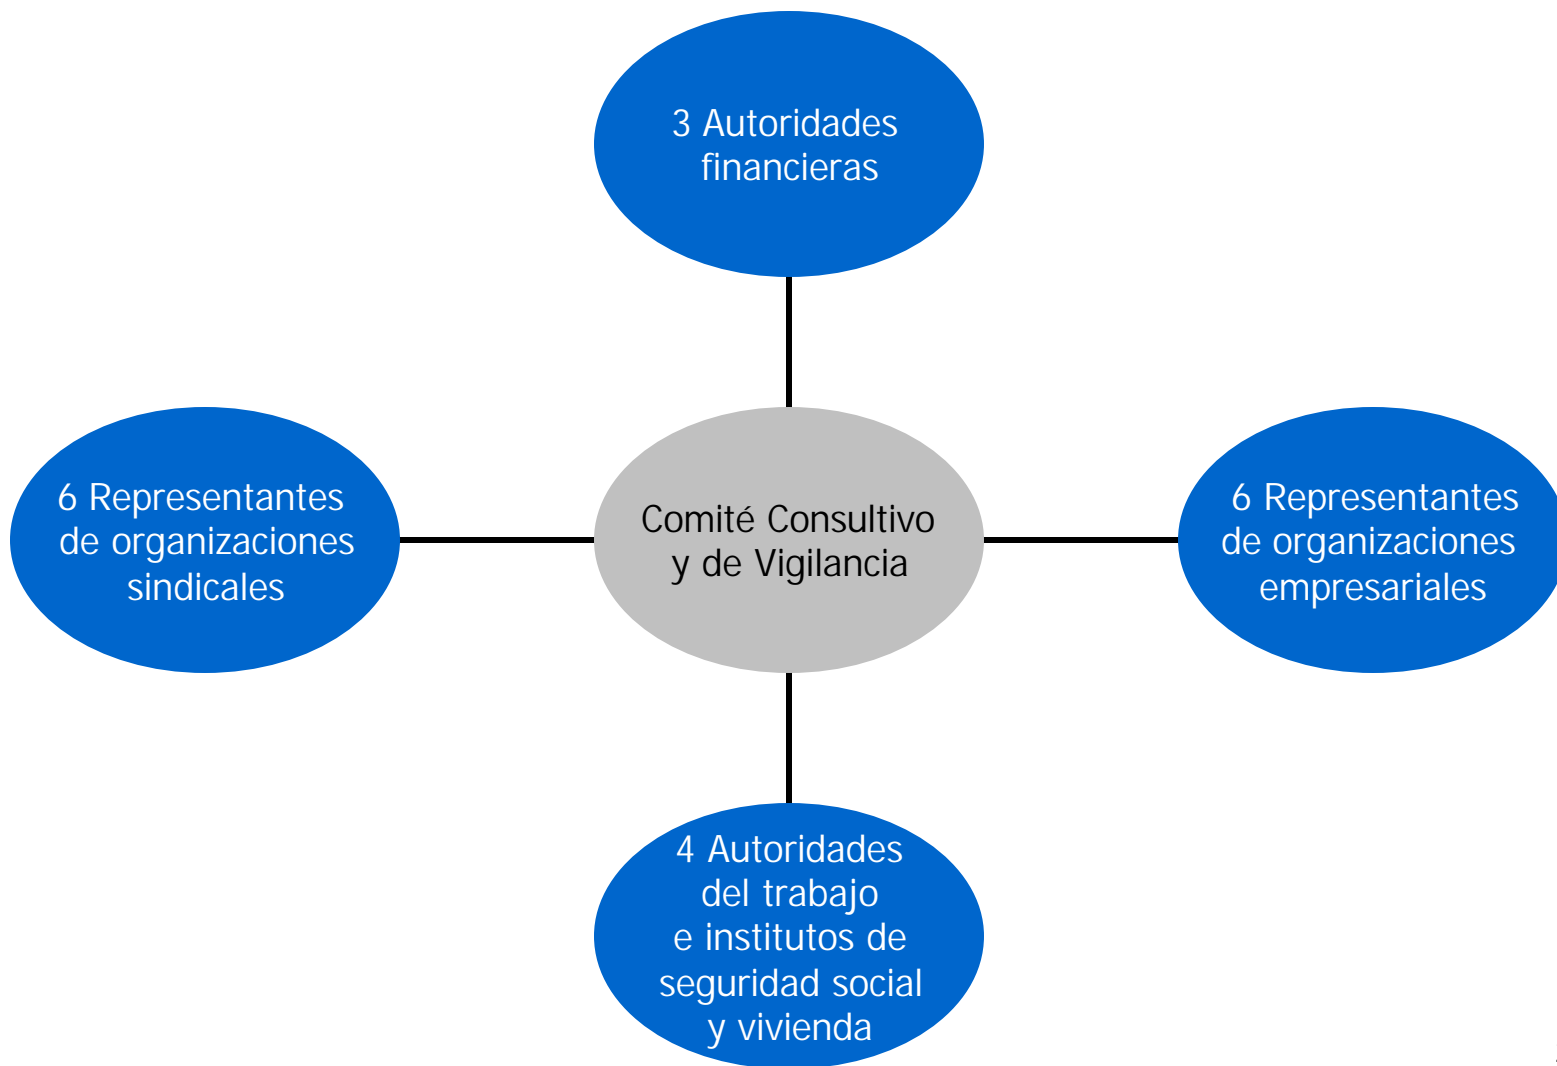 3 Autoridades
financieras
6 Representantes
de organizaciones
sindicales
Comité Consultivo
y de Vigilancia
6 Representantes
de organizaciones
empresariales
4 Autoridades
del trabajo
e institutos de
seguridad social
y vivienda